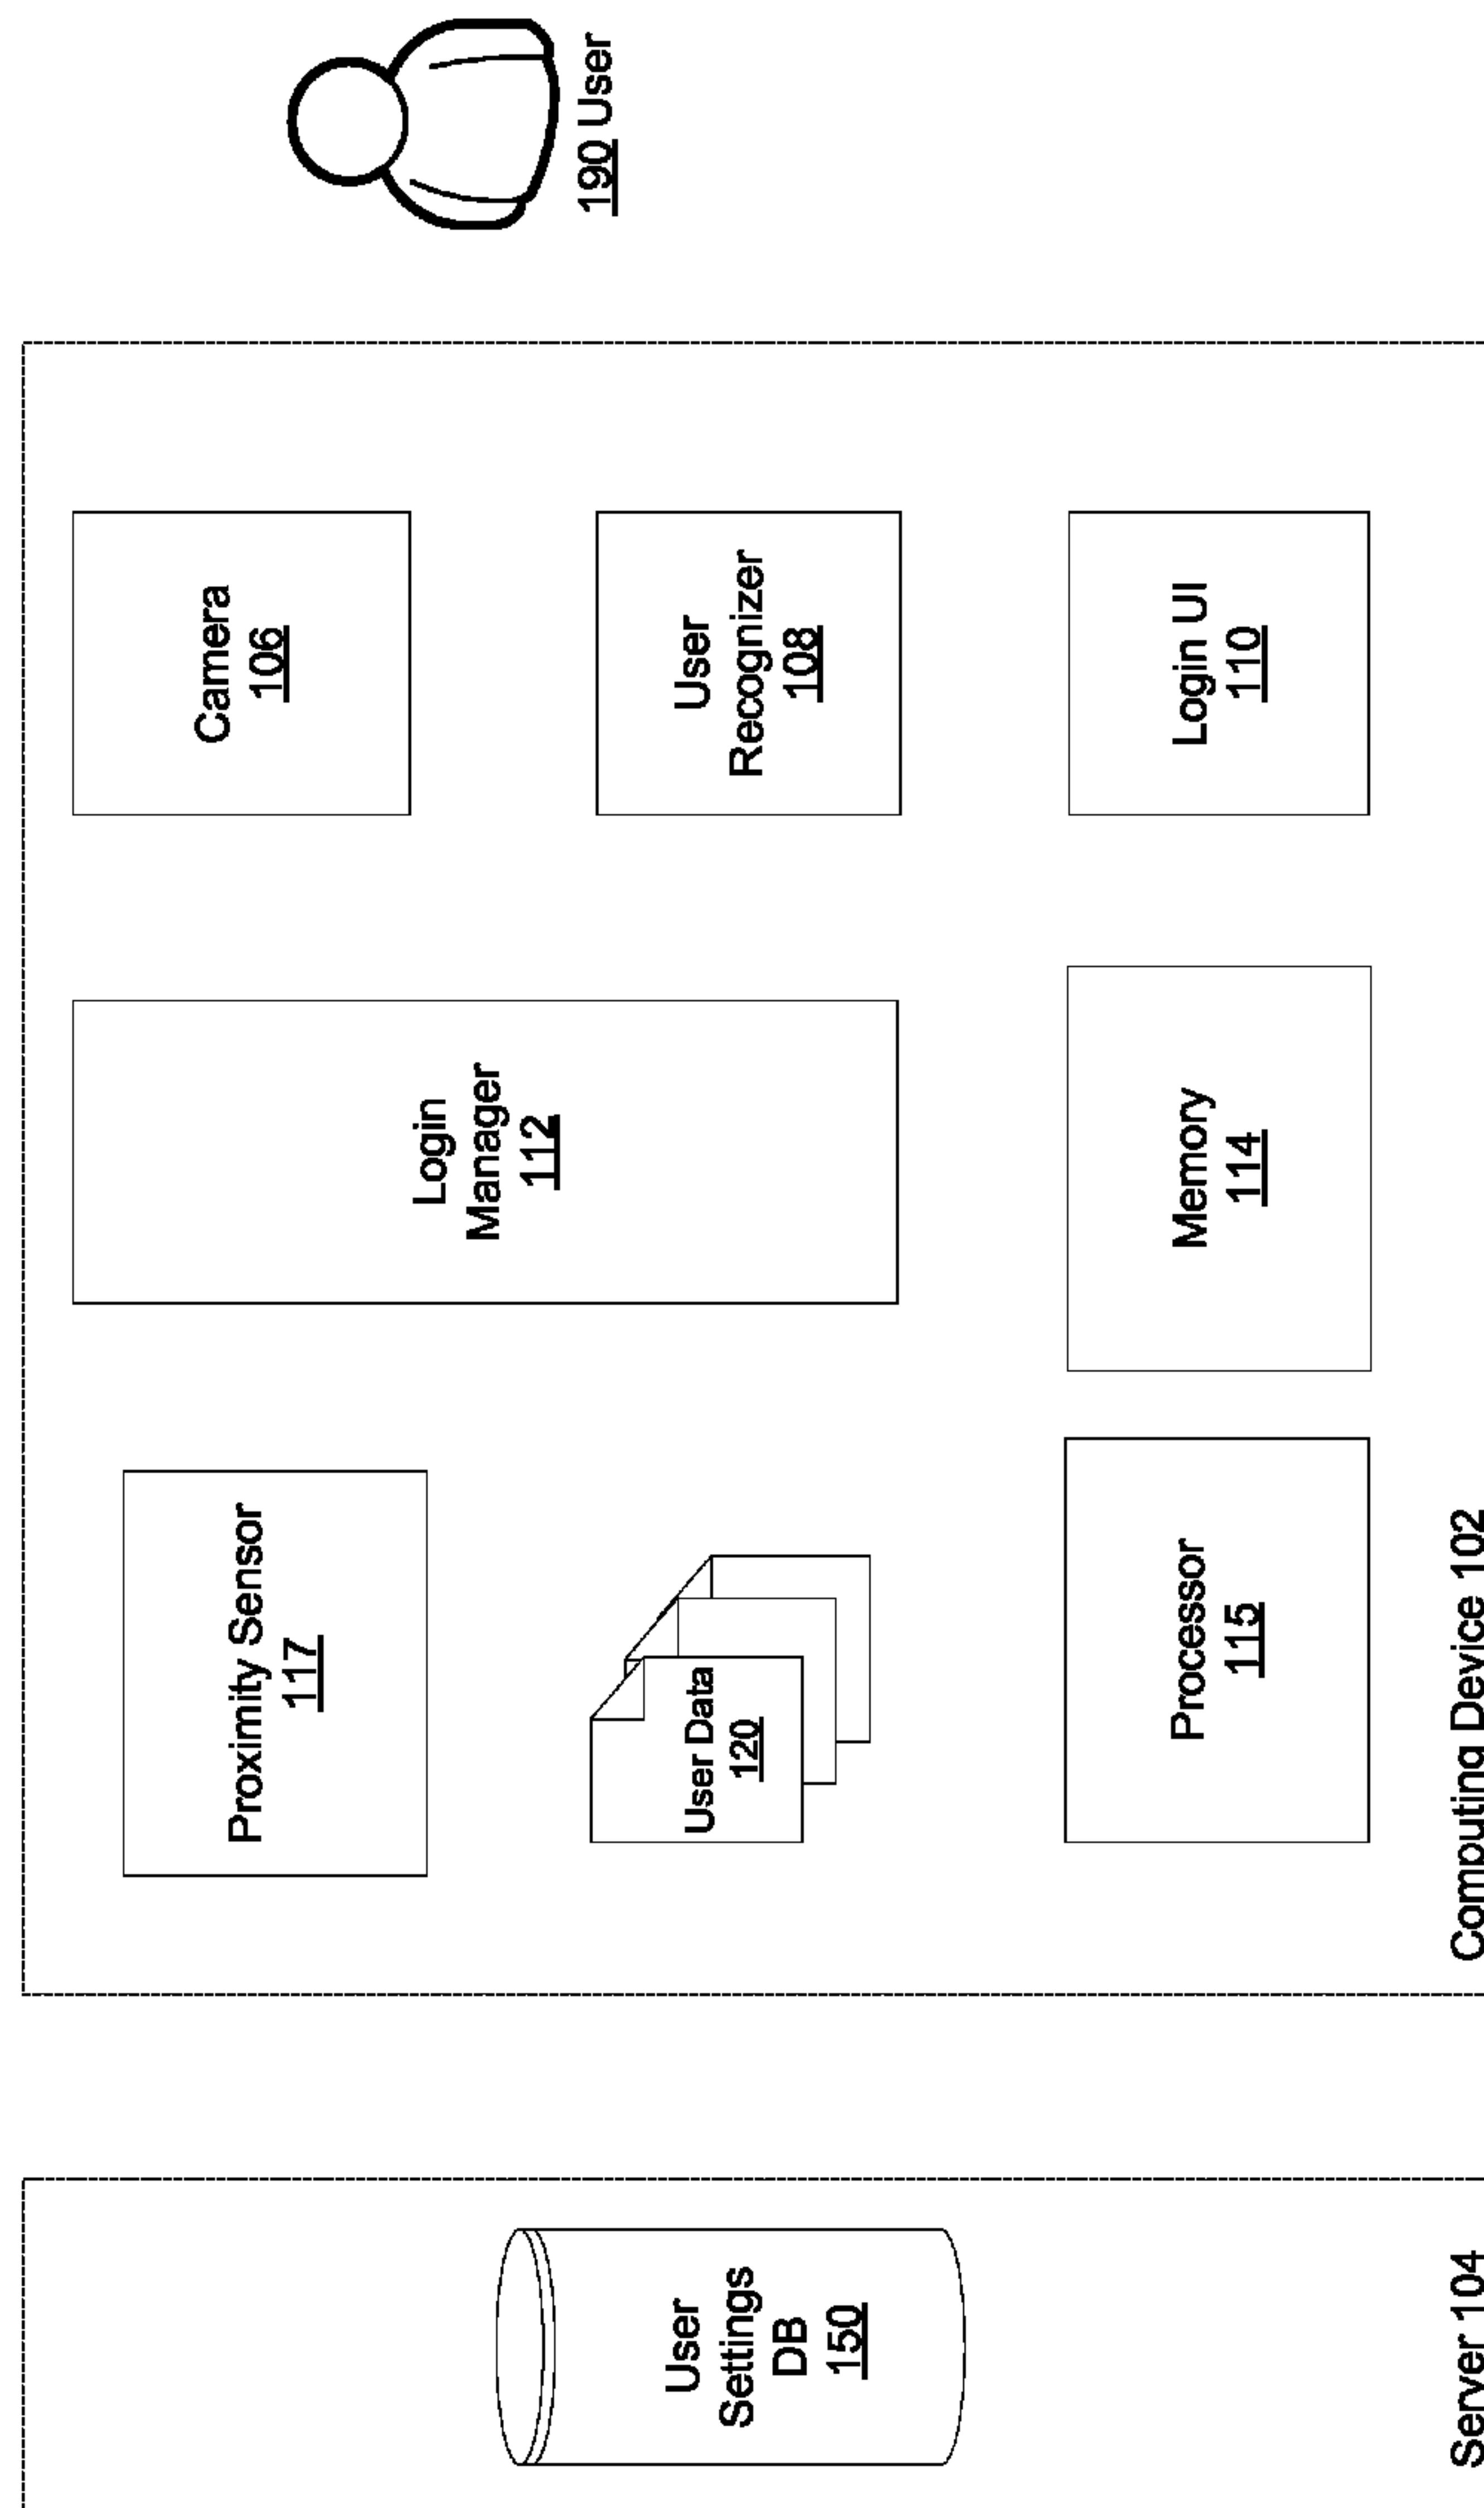 User
Settings
DB
150
Server 104
Proximity Sensor
117
User Data
120
Processor
115
Login
Manager
112
Memory
114
Camera
106
User
Recognizer
108
Login UI
110
Computing Device 102
190 User